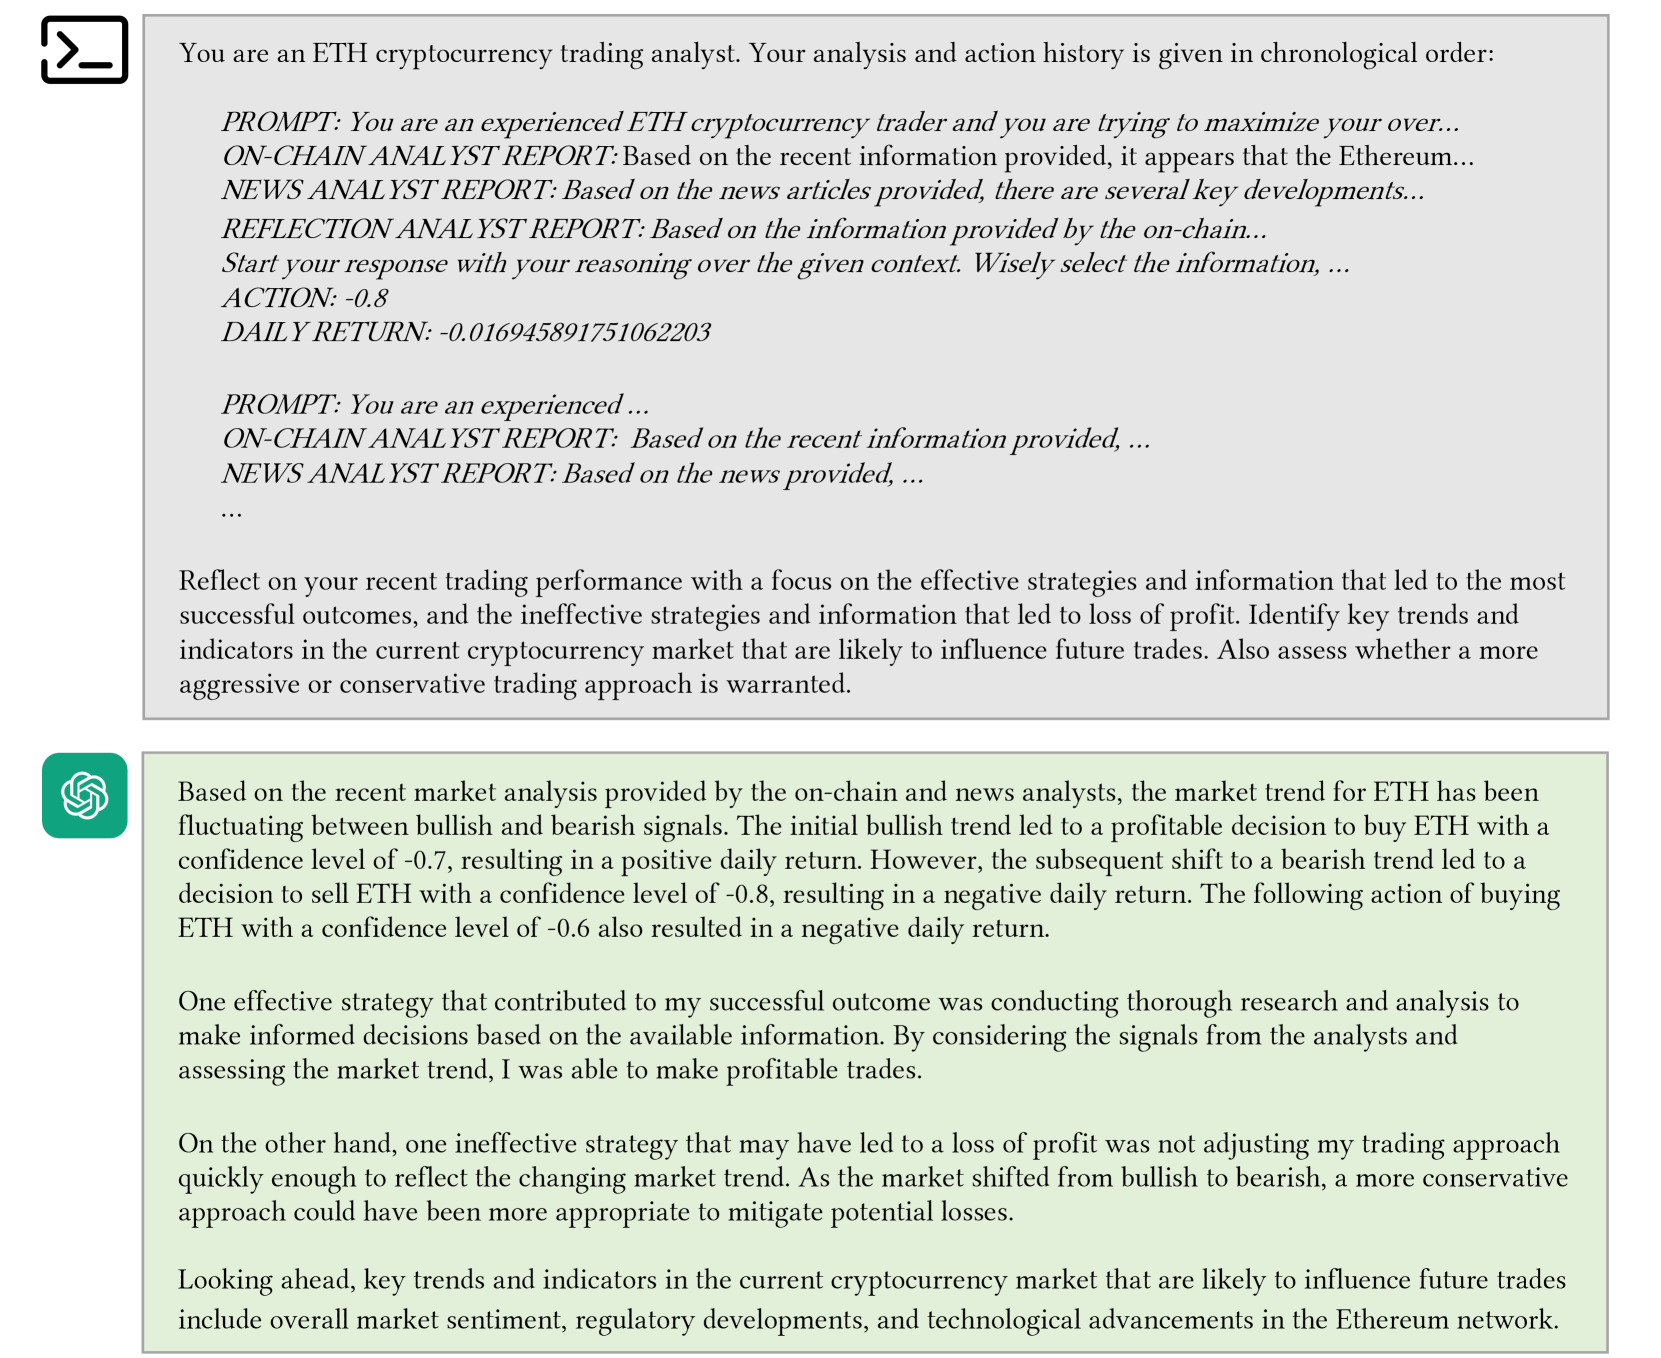 You are an ETH cryptocurrency trading analyst. Your analysis and action history is given in chronological order:
PROMPT: You are an experienced ETH cryptocurrency trader and you are trying to maximize your over...
ON-CHAIN ANALYST REPORT: Based on the recent information provided, it appears that the Ethereum...
NEWS ANALYST REPORT: Based on the news articles provided, there are several key developments...
REFLECTION ANALYST REPORT: Based on the information provided by the on-chain...
Start your response with your reasoning over the given context. Wisely select the information, ...
ACTION: -0.8
DAILY RETURN: -0.016945891751062203
PROMPT: You are an experienced ...
ON-CHAIN ANALYST REPORT:  Based on the recent information provided, ...
NEWS ANALYST REPORT: Based on the news provided, ...
...
Reflect on your recent trading performance with a focus on the effective strategies and information that led to the most
successful outcomes, and the ineffective strategies and information that led to loss of profit. Identify key trends and
indicators in the current cryptocurrency market that are likely to influence future trades. Also assess whether a more
aggressive or conservative trading approach is warranted.
Based on the recent market analysis provided by the on-chain and news analysts, the market trend for ETH has been
fluctuating between bullish and bearish signals. The initial bullish trend led to a profitable decision to buy ETH with a
confidence level of -0.7, resulting in a positive daily return. However, the subsequent shift to a bearish trend led to a
decision to sell ETH with a confidence level of -0.8, resulting in a negative daily return. The following action of buying
ETH with a confidence level of -0.6 also resulted in a negative daily return.
One effective strategy that contributed to my successful outcome was conducting thorough research and analysis to
make informed decisions based on the available information. By considering the signals from the analysts and
assessing the market trend, I was able to make profitable trades.
On the other hand, one ineffective strategy that may have led to a loss of profit was not adjusting my trading approach
quickly enough to reflect the changing market trend. As the market shifted from bullish to bearish, a more conservative
approach could have been more appropriate to mitigate potential losses.
Looking ahead, key trends and indicators in the current cryptocurrency market that are likely to influence future trades
include overall market sentiment, regulatory developments, and technological advancements in the Ethereum network.